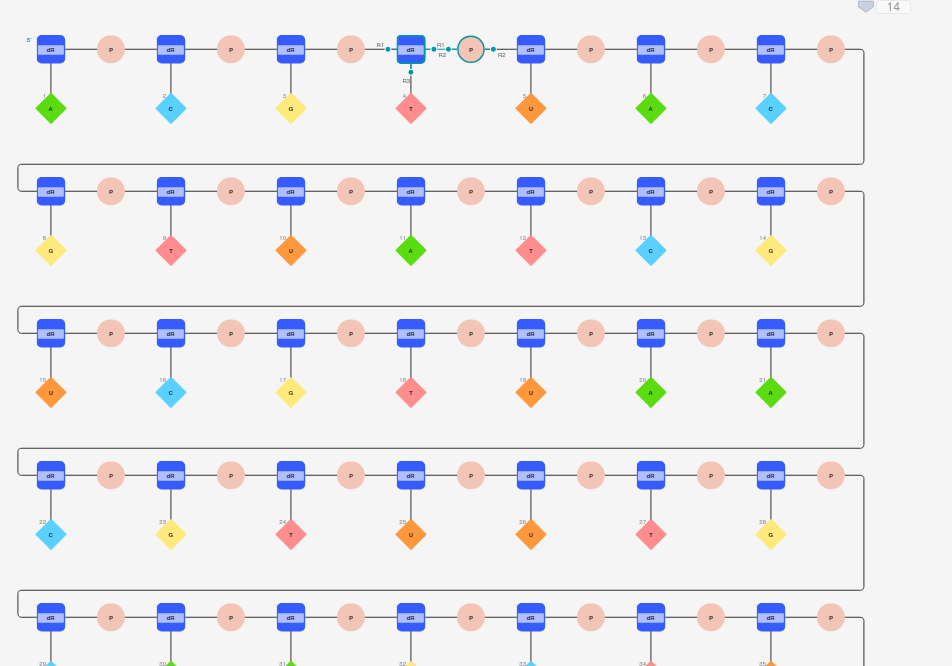 14
5' dR P dR P dR P R1 dR R1 R2 P R2 dR P dR P dR P
R3
1 2 3 4 5 6 7
A C G T U A C
dR P dR P dR P dR P dR P dR P dR P
8 9 10 11 12 13 14
G T U A T C G
dR P dR P dR P dR P dR P dR P dR P
15 16 17 18 19 20 21
U C G T U A A
dR P dR P dR P dR P dR P dR P dR P
22 23 24 25 26 27 28
C G T U U T G
dR P dR P dR P dR P dR P dR P dR P
29 30 31 32 33 34 35